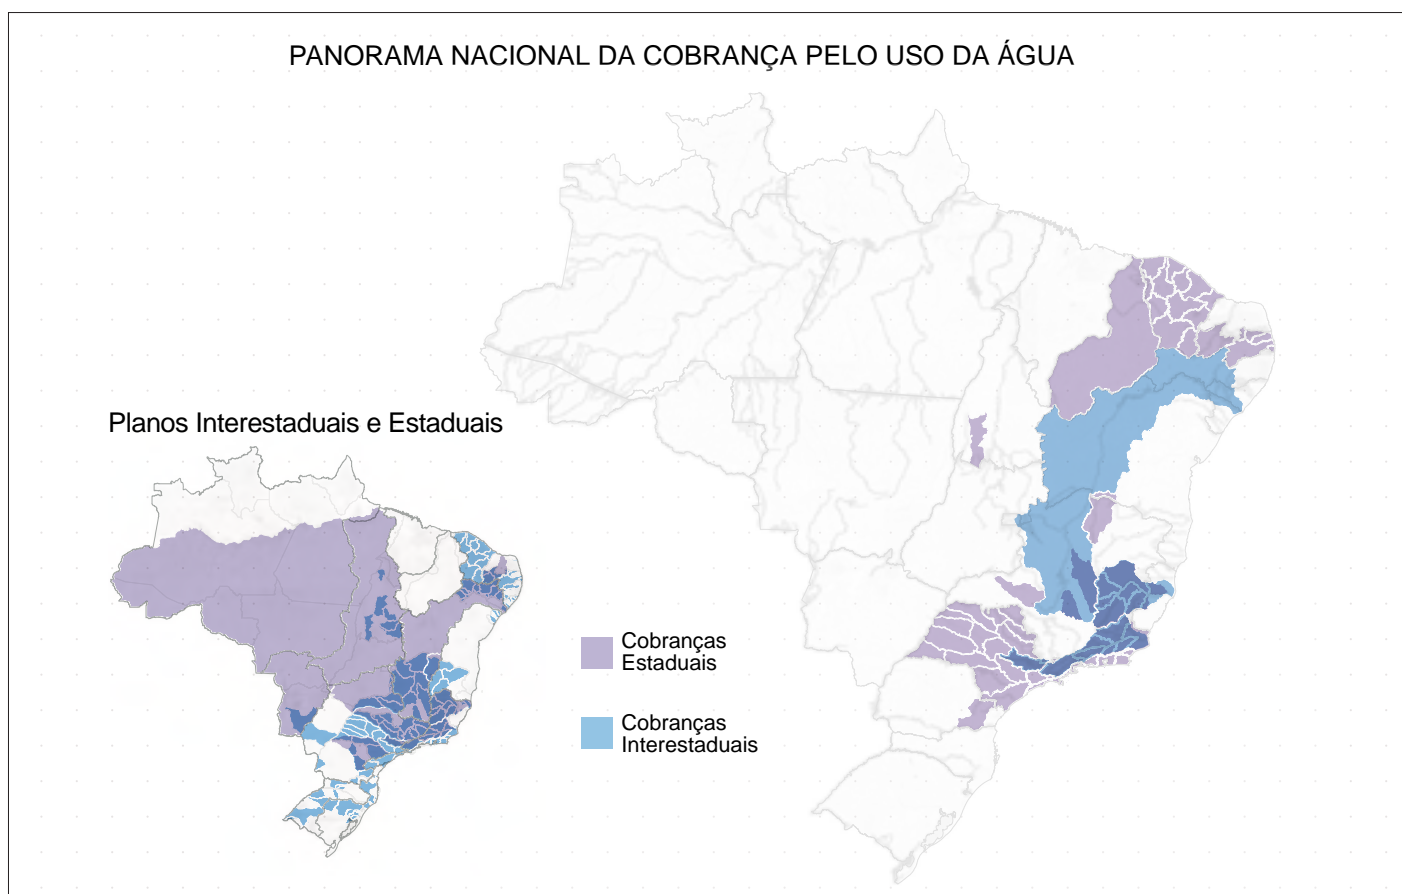 PANORAMA NACIONAL DA COBRANÇA PELO USO DA ÁGUA
Planos Interestaduais e Estaduais
Cobranças
Estaduais
Cobranças
Interestaduais